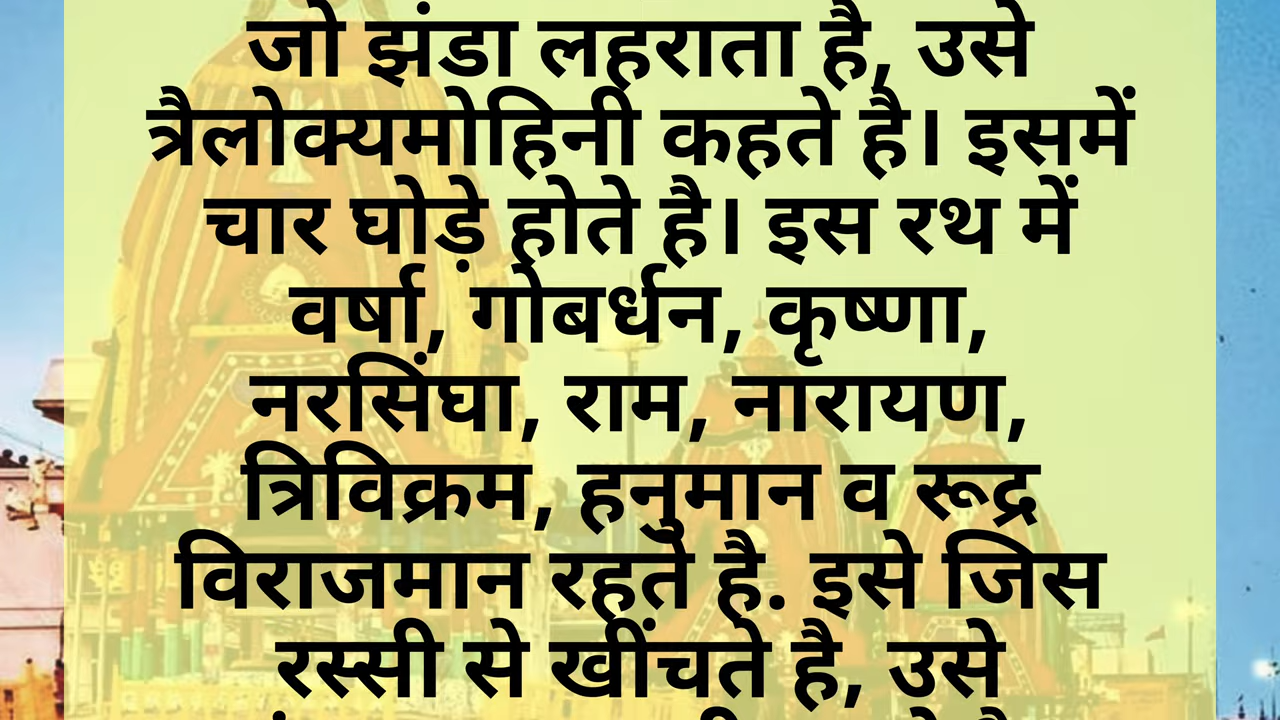 जो झंडा लहराता है, उसे
त्रैलोक्यमोहिनी कहते है। इसमें
चार घोड़े होते है। इस रथ में
वर्षा, गोबर्धन, कृष्णा,
नरसिंघा, राम, नारायण,
त्रिविक्रम, हनुमान व रूद्र
विराजमान रहते है. इसे जिस
रस्सी से खींचते है, उसे